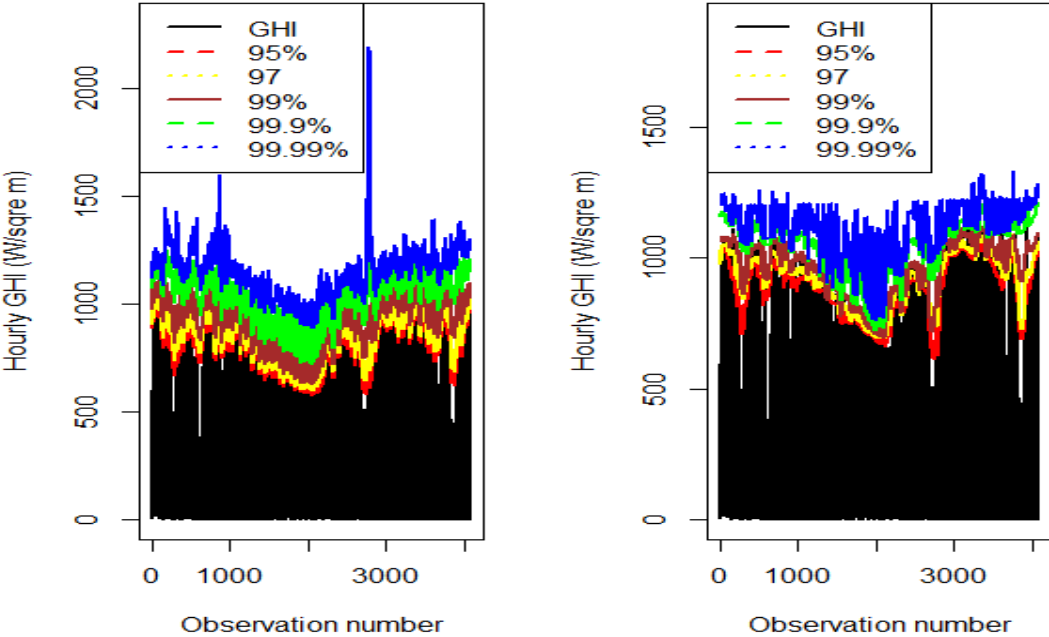 GHI
95%
97
99%
99.9%
99.99%
Hourly GHI (W/sqre m)
2000
1500
1000
500
0
0 1000 3000
Observation number
GHI
95%
97
99%
99.9%
99.99%
Hourly GHI (W/sqre m)
1500
1000
500
0
0 1000 3000
Observation number